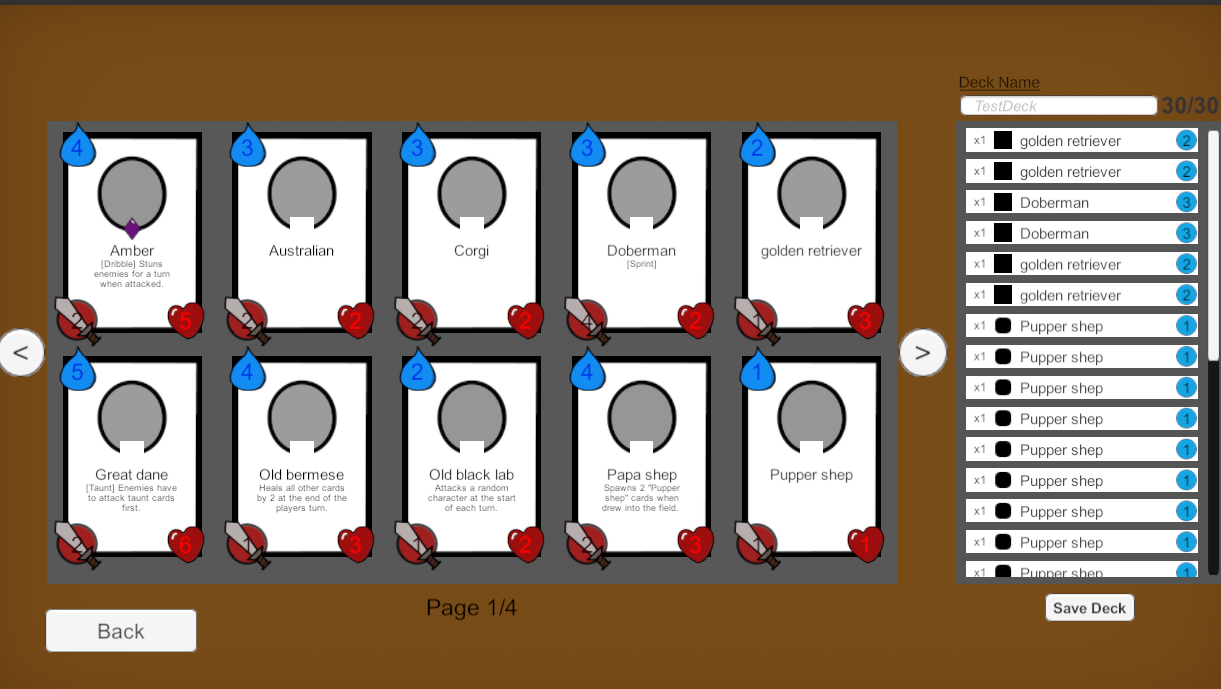 Deck Name
TestDeck
30/30
4
Amber
[Dribble] Stuns
enemies for a turn
when attacked.
2
5
3
Australian
2
2
3
Corgi
2
2
3
Doberman
[Sprint]
2
2
golden retriever
3
5
Great dane
[Taunt] Enemies have
to attack taunt cards
first.
2
6
4
Old bermese
Heals all other cards
by 2 at the end of the
players turn.
1
3
2
Old black lab
Attacks a random
character at the start
of each turn.
1
2
4
Papa shep
Spawns 2 "Pupper
shep" cards when
drew into the field.
2
3
1
Pupper shep
1
1
<
>
x1 golden retriever 2
x1 golden retriever 2
x1 Doberman 3
x1 Doberman 3
x1 golden retriever 2
x1 golden retriever 2
x1 Pupper shep 1
x1 Pupper shep 1
x1 Pupper shep 1
x1 Pupper shep 1
x1 Pupper shep 1
x1 Pupper shep 1
x1 Pupper shep 1
x1 Pupper shep 1
x1 Pupper shep 1
Page 1/4
Back
Save Deck